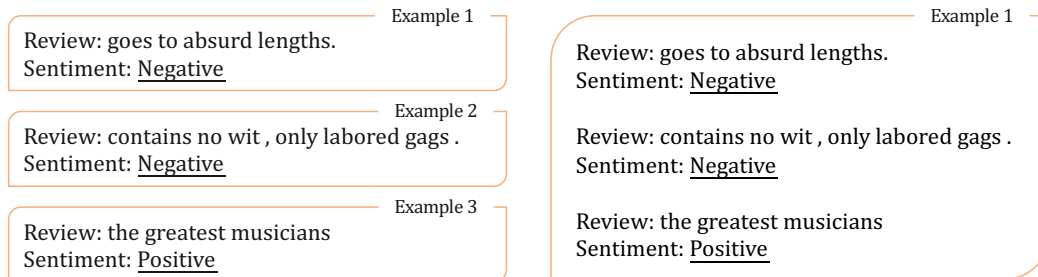 Example 1
Review: goes to absurd lengths.
Sentiment: Negative
Example 2
Review: contains no wit , only labored gags .
Sentiment: Negative
Example 3
Review: the greatest musicians
Sentiment: Positive
Example 1
Review: goes to absurd lengths.
Sentiment: Negative
Review: contains no wit , only labored gags .
Sentiment: Negative
Review: the greatest musicians
Sentiment: Positive